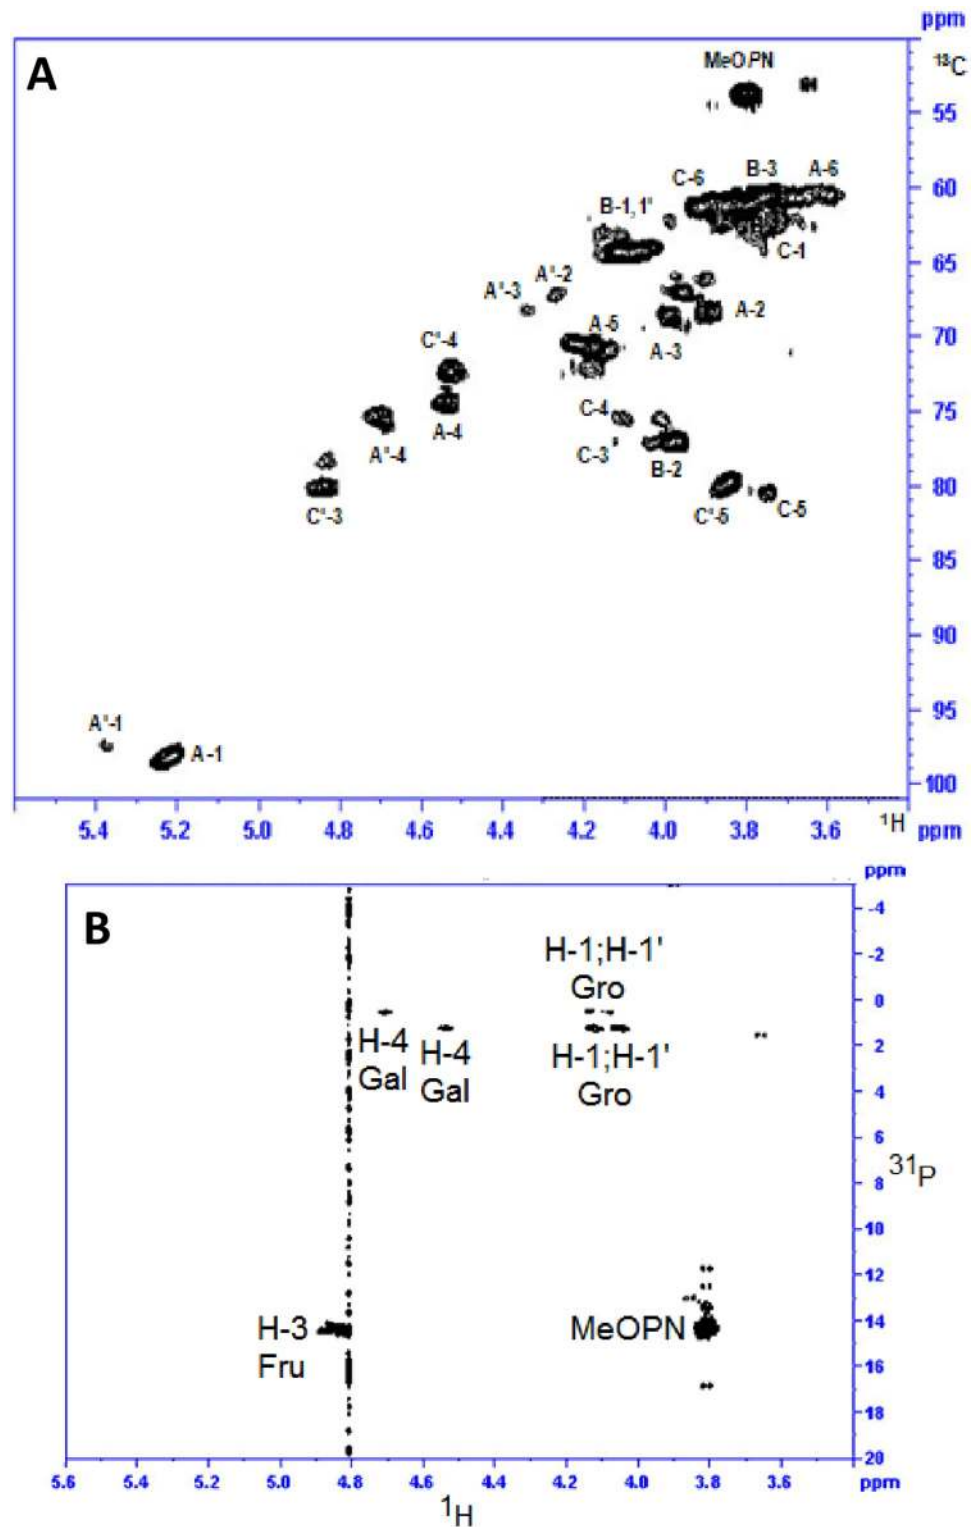 ppm
A
¹³C
MeOPN
55
C-6
B-3
A-6
60
B-1,1'
C-1
65
A"-2
A"-3
A-2
A-5
70
A-3
C"-4
C-4
75
A-4
C-3
A"-4
B-2
80
C"-3
C"-5
C-5
85
90
95
A"-1
A-1
100
5.4
5.2
5.0
4.8
4.6
4.4
4.2
4.0
3.8
3.6
¹H
ppm
ppm
B
-4
H-1;H-1'
Gro
-2
0
H-4
Gal
H-4
Gal
H-1;H-1'
Gro
2
4
6
³¹P
8
10
12
H-3
Fru
MeOPN
14
16
18
20
5.6
5.4
5.2
5.0
4.8
4.6
4.4
4.2
4.0
3.8
ppm
¹H